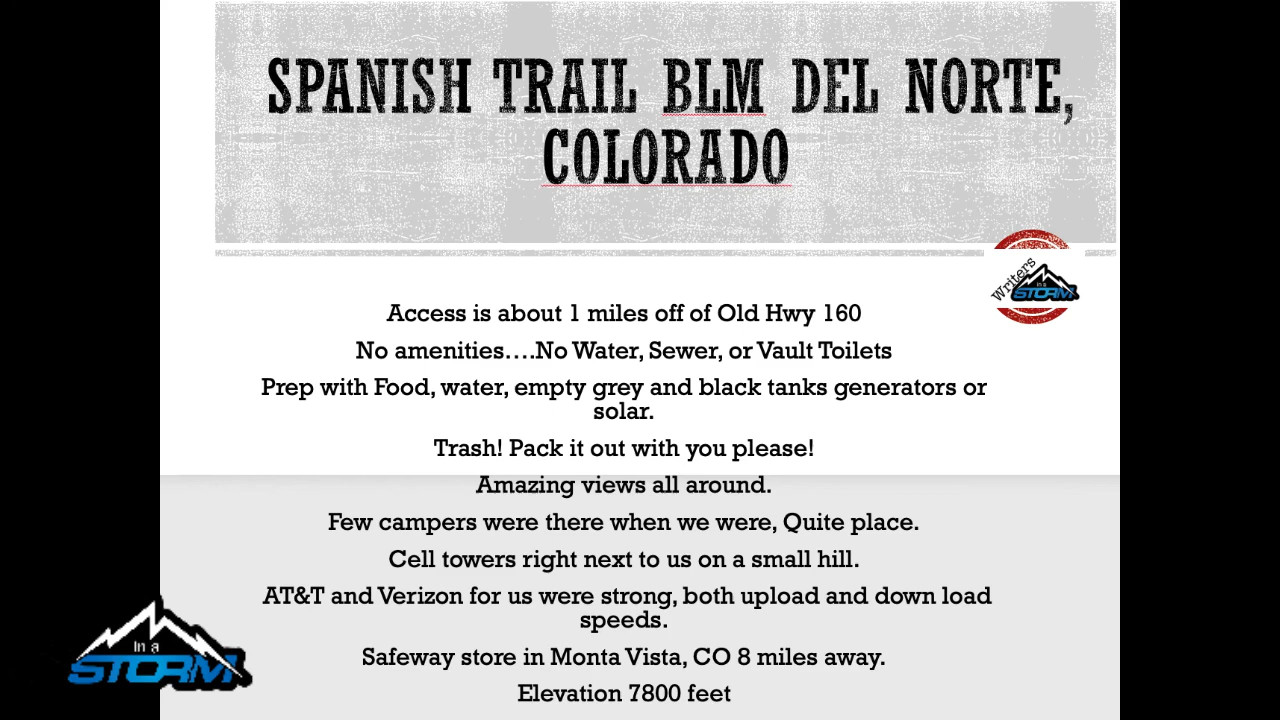 SPANISH TRAIL BLM DEL NORTE,
COLORADO
Writers
in a
STORM
Access is about 1 miles off of Old Hwy 160
No amenities….No Water, Sewer, or Vault Toilets
Prep with Food, water, empty grey and black tanks generators or
solar.
Trash! Pack it out with you please!
Amazing views all around.
Few campers were there when we were, Quite place.
Cell towers right next to us on a small hill.
AT&T and Verizon for us were strong, both upload and down load
speeds.
Safeway store in Monta Vista, CO 8 miles away.
Elevation 7800 feet
in a
STORM